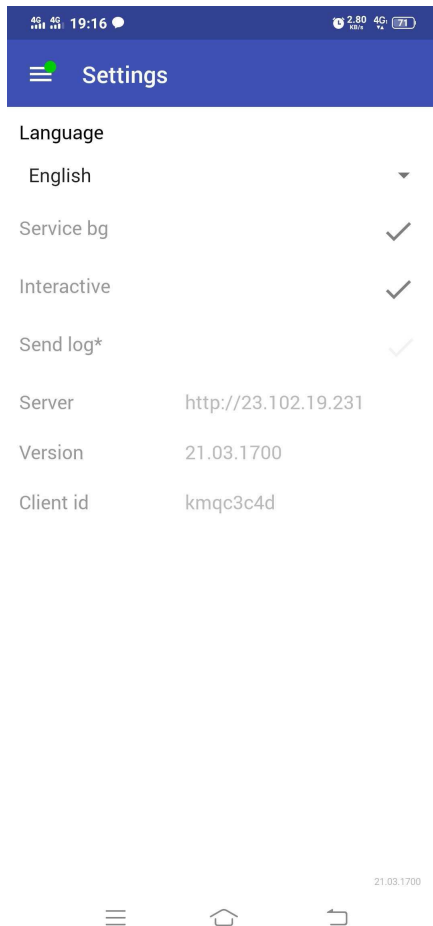 4G 4G 19:16 2.80 KB/s 4G 71
Settings
Language
English
Service bg
Interactive
Send log*
Server http://23.102.19.231
Version 21.03.1700
Client id kmqc3c4d
21.03.1700